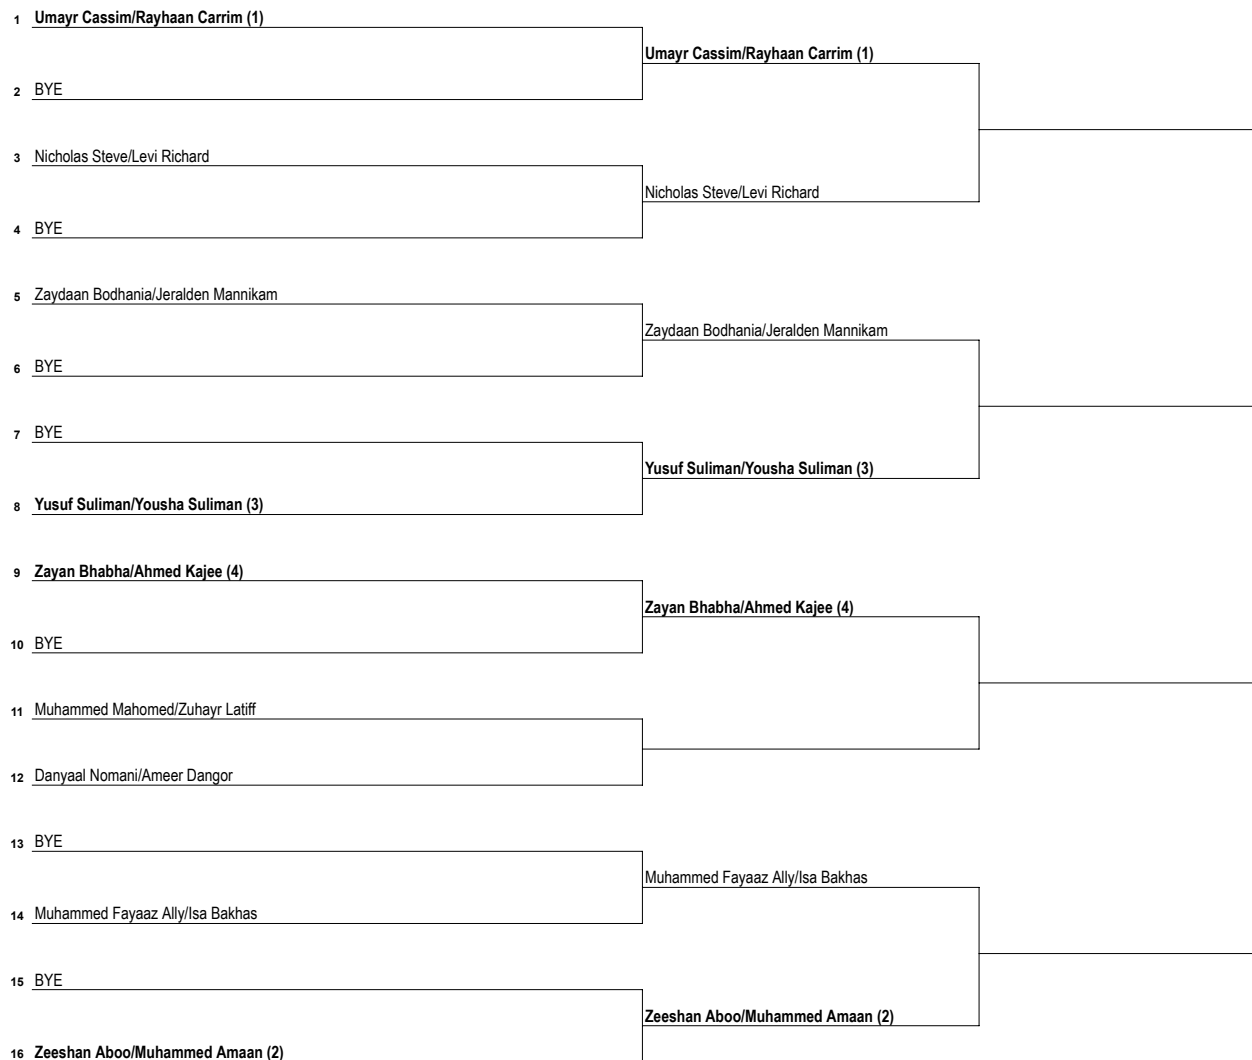 1 Umayr Cassim/Rayhaan Carrim (1)
Umayr Cassim/Rayhaan Carrim (1)
2 BYE
3 Nicholas Steve/Levi Richard
Nicholas Steve/Levi Richard
4 BYE
5 Zaydaan Bodhania/Jeralden Mannikam
Zaydaan Bodhania/Jeralden Mannikam
6 BYE
7 BYE
Yusuf Suliman/Yousha Suliman (3)
8 Yusuf Suliman/Yousha Suliman (3)
9 Zayan Bhabha/Ahmed Kajee (4)
Zayan Bhabha/Ahmed Kajee (4)
10 BYE
11 Muhammed Mahomed/Zuhayr Latiff
12 Danyaal Nomani/Ameer Dangor
13 BYE
Muhammed Fayaaz Ally/Isa Bakhas
14 Muhammed Fayaaz Ally/Isa Bakhas
15 BYE
Zeeshan Aboo/Muhammed Amaan (2)
16 Zeeshan Aboo/Muhammed Amaan (2)